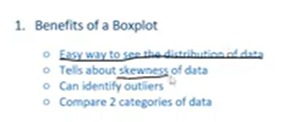 1. Benefits of a Boxplot
o Easy way to see the distribution of data
o Tells about skewness of data
o Can identify outliers
o Compare 2 categories of data